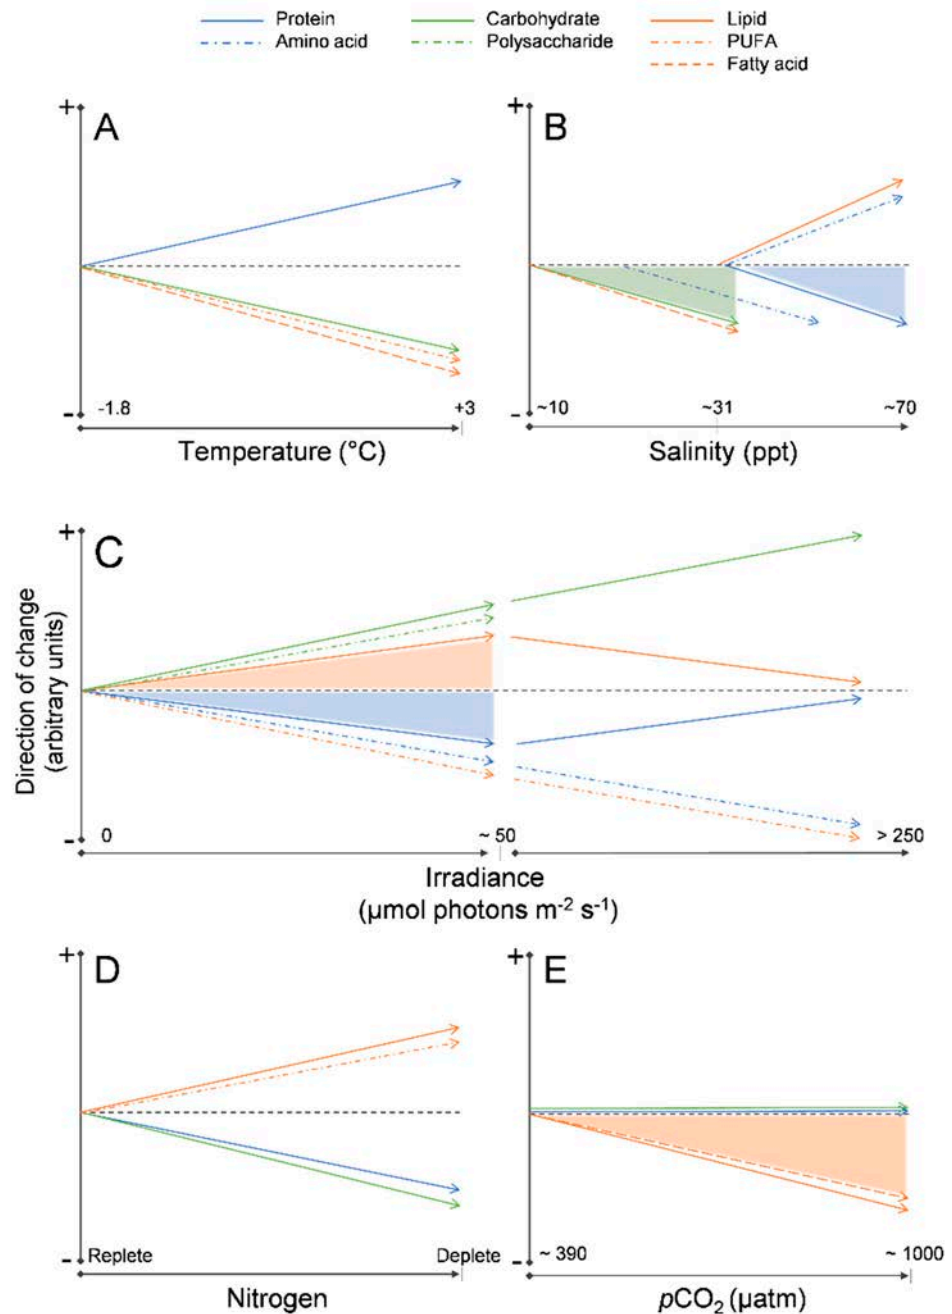 Protein Carbohydrate Lipid
Amino acid Polysaccharide PUFA
Fatty acid
+ A
-
-1.8 +3
Temperature (°C)
+ B
-
~10 ~31 ~70
Salinity (ppt)
Direction of change
(arbitrary units)
+ C
-
0 ~ 50 > 250
Irradiance
(µmol photons m⁻² s⁻¹)
+ D
-
Replete Deplete
Nitrogen
+ E
-
~ 390 ~ 1000
pCO₂ (µatm)